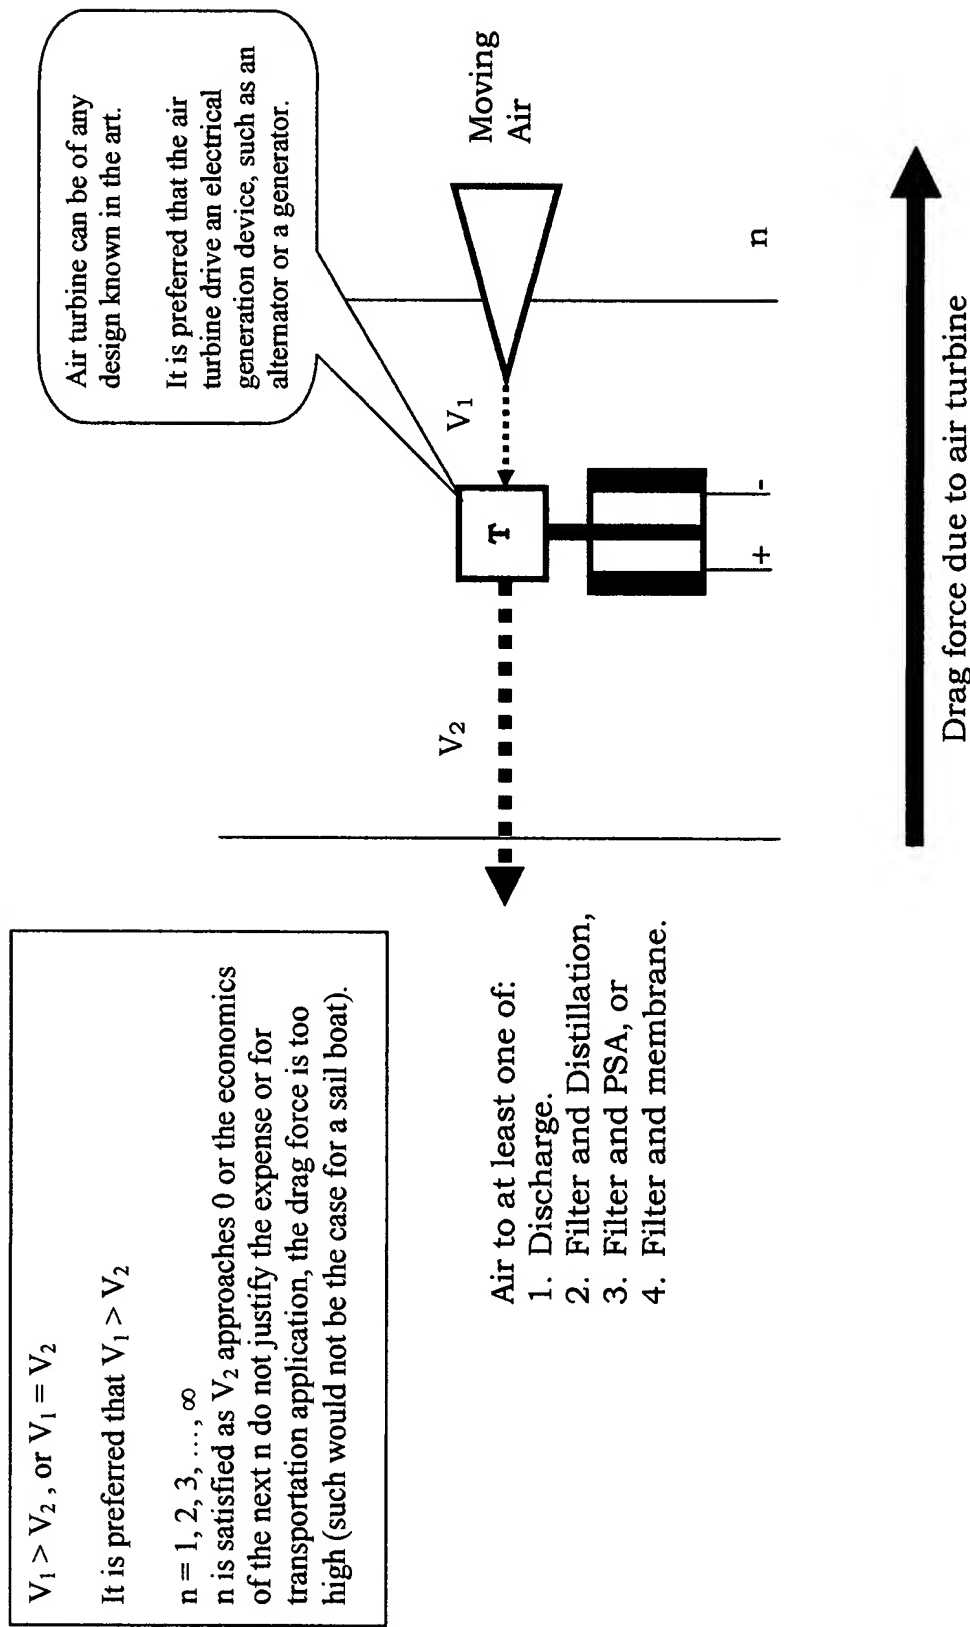 V₁ > V₂ , or V₁ = V₂
It is preferred that V₁ > V₂
n = 1, 2, 3, …, ∞
n is satisfied as V₂ approaches 0 or the economics
of the next n do not justify the expense or for
transportation application, the drag force is too
high (such would not be the case for a sail boat).
Air turbine can be of any
design known in the art.
It is preferred that the air
turbine drive an electrical
generation device, such as an
alternator or a generator.
Moving
Air
V₁
V₂
T
+
-
n
Air to at least one of:
1. Discharge.
2. Filter and Distillation,
3. Filter and PSA, or
4. Filter and membrane.
Drag force due to air turbine